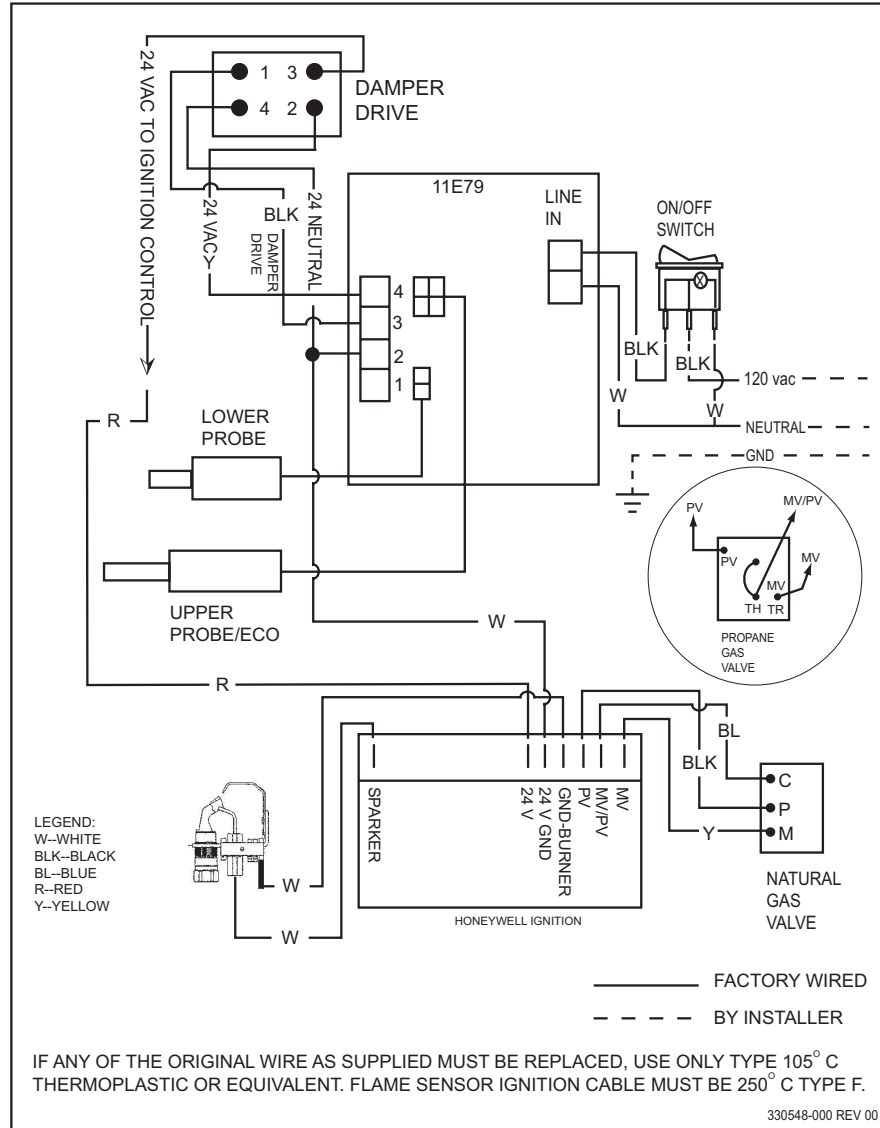 24 VAC TO IGNITION CONTROL
1 3
4 2
DAMPER
DRIVE
24 VAC
Y
BLK
DAMPER
DRIVE
24 NEUTRAL
11E79
LINE
IN
4
3
2
1
ON/OFF
SWITCH
BLK
BLK
W
W
120 vac
NEUTRAL
GND
R
LOWER
PROBE
UPPER
PROBE/ECO
W
R
PV
MV/PV
MV
PV
MV
TH TR
PROPANE
GAS
VALVE
SPARKER
24 V
24 V GND
GND-BURNER
PV
MV/PV
MV
HONEYWELL IGNITION
BL
BLK
Y
C
P
M
NATURAL
GAS
VALVE
LEGEND:
W--WHITE
BLK--BLACK
BL--BLUE
R--RED
Y--YELLOW
W
W
FACTORY WIRED
BY INSTALLER
IF ANY OF THE ORIGINAL WIRE AS SUPPLIED MUST BE REPLACED, USE ONLY TYPE 105° C
THERMOPLASTIC OR EQUIVALENT. FLAME SENSOR IGNITION CABLE MUST BE 250° C TYPE F.
330548-000 REV 00